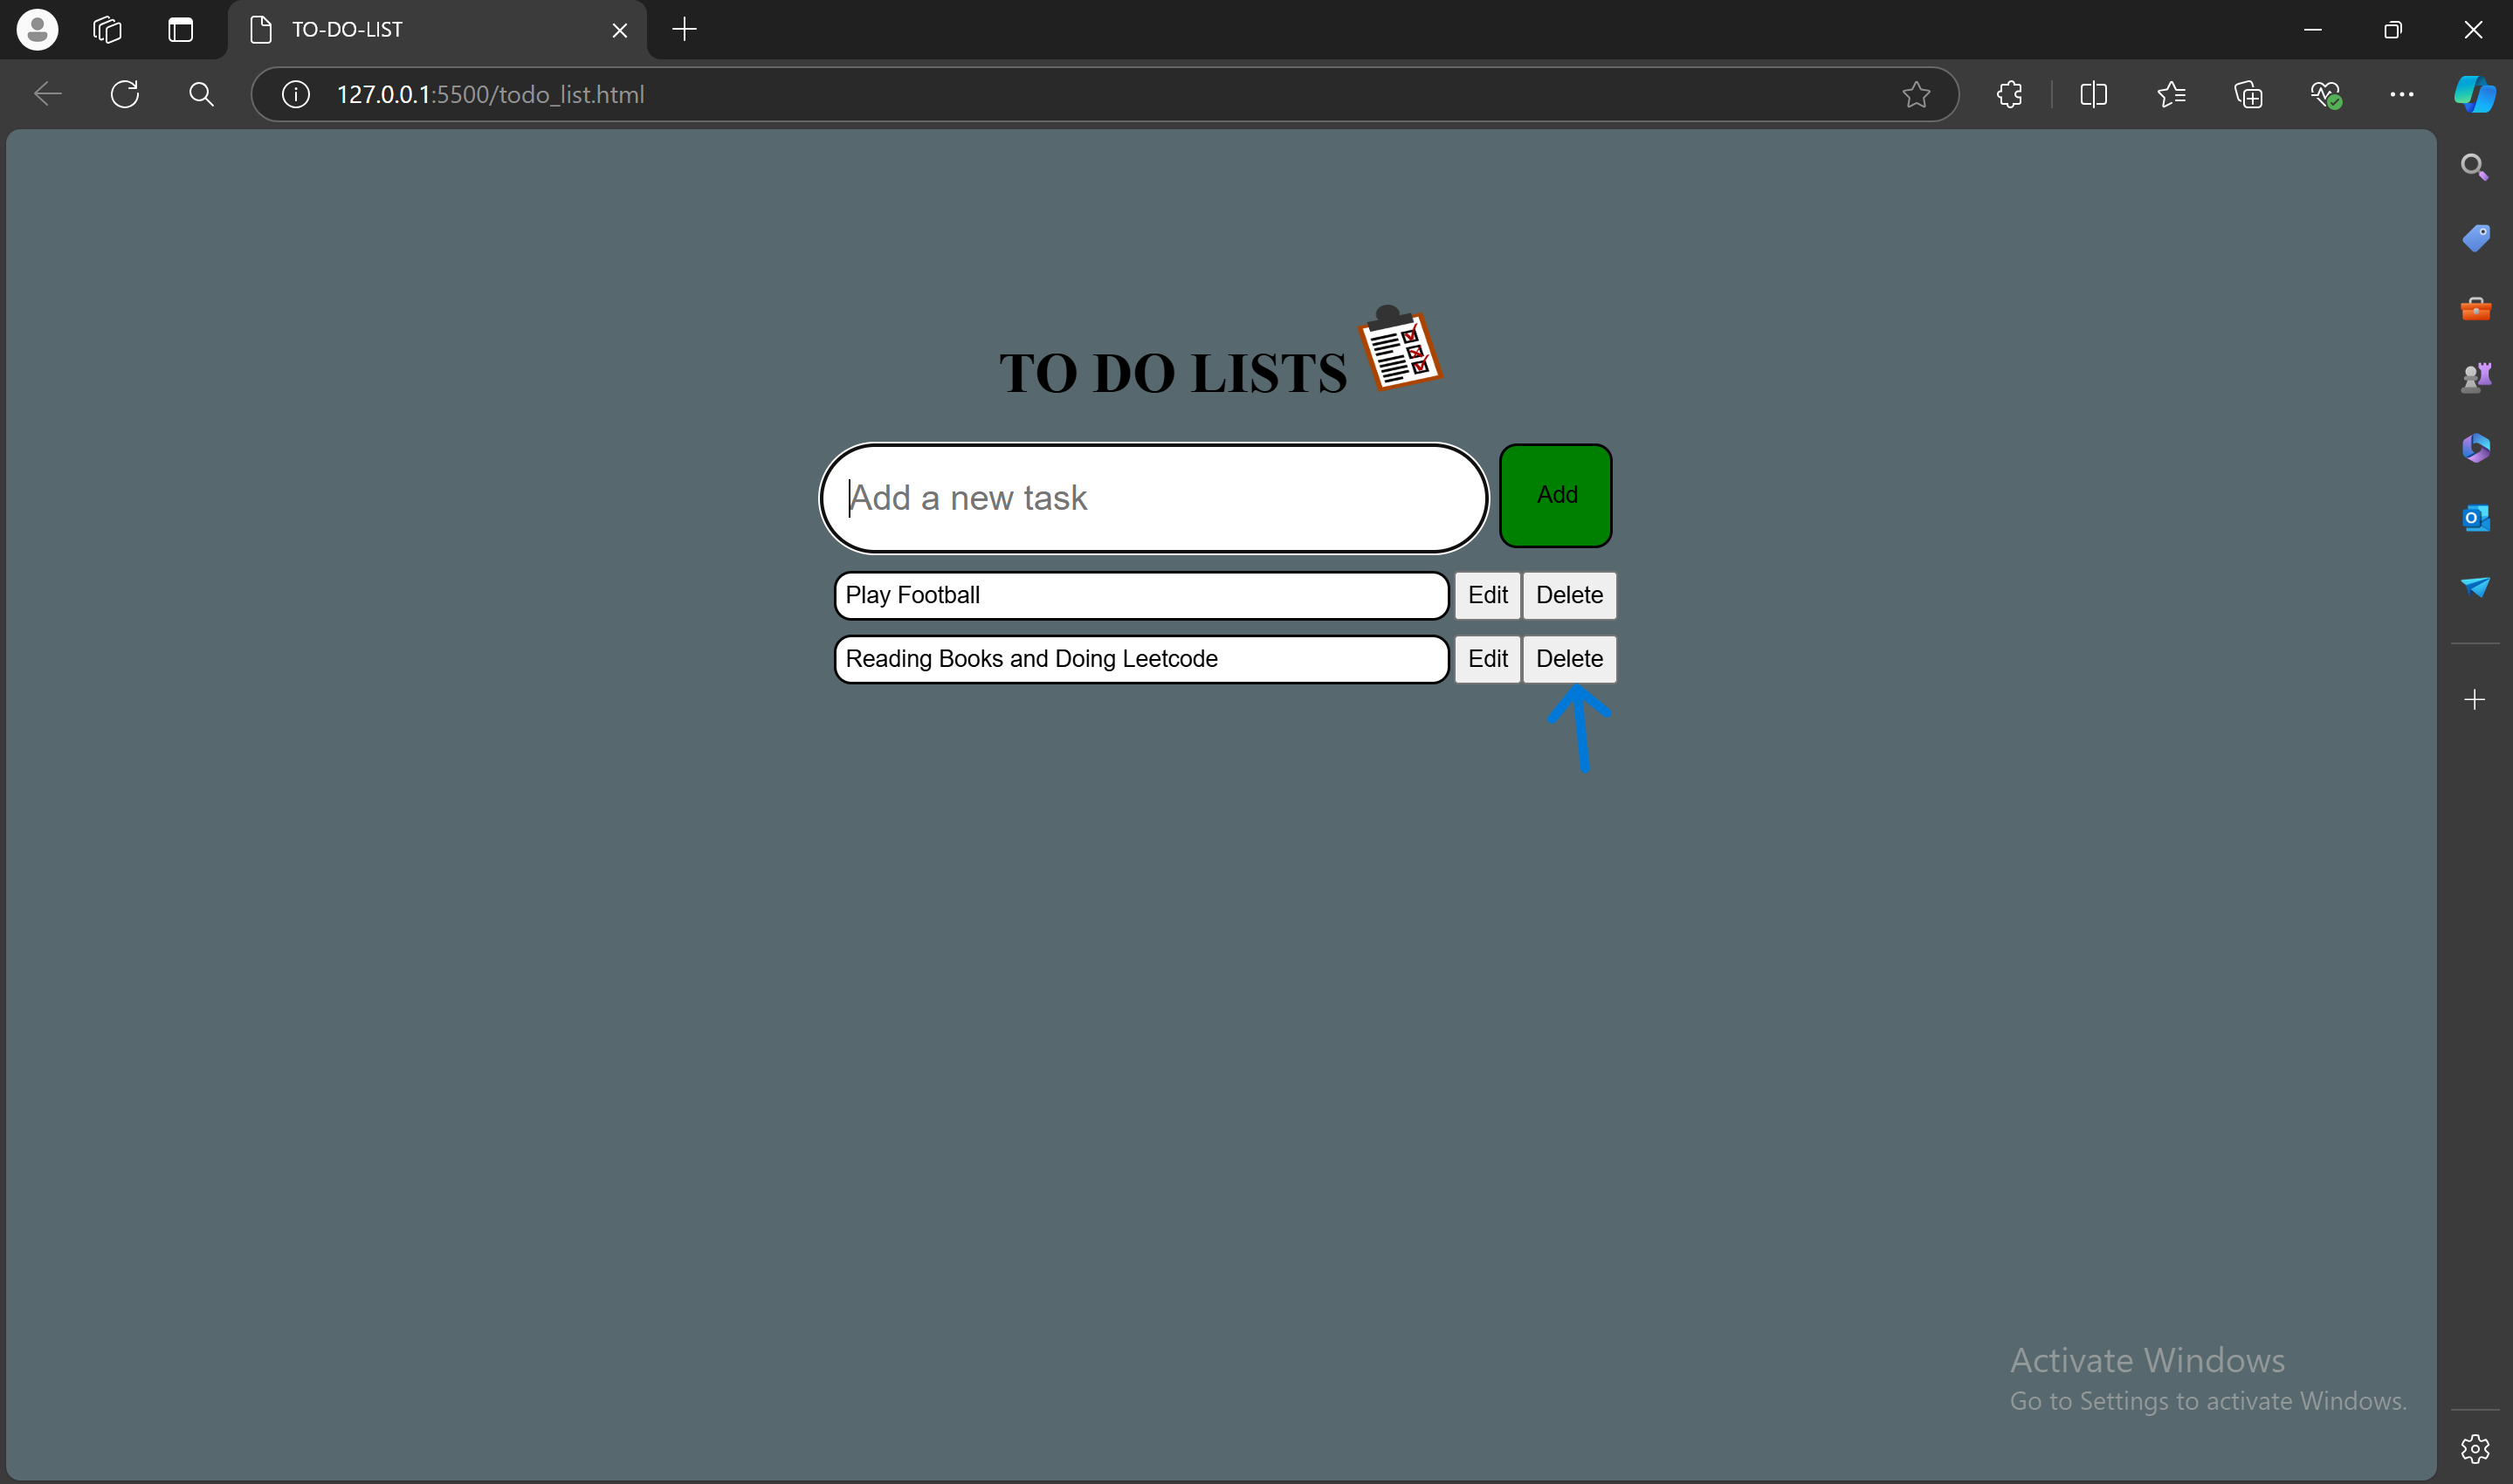 TO-DO-LIST
127.0.0.1:5500/todo_list.html
TO DO LISTS
Add a new task
Add
Play Football Edit Delete
Reading Books and Doing Leetcode Edit Delete
Activate Windows
Go to Settings to activate Windows.